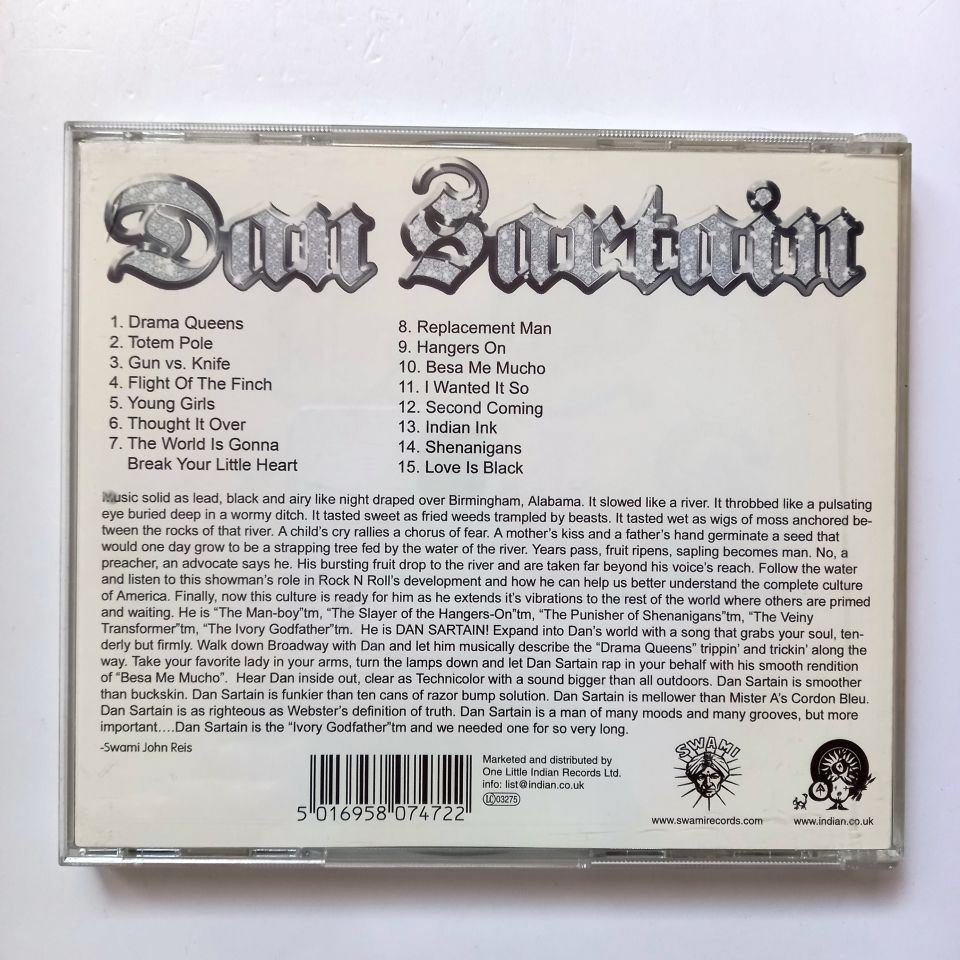 Dan Sartain
1. Drama Queens
2. Totem Pole
3. Gun vs. Knife
4. Flight Of The Finch
5. Young Girls
6. Thought It Over
7. The World Is Gonna
Break Your Little Heart
8. Replacement Man
9. Hangers On
10. Besa Me Mucho
11. I Wanted It So
12. Second Coming
13. Indian Ink
14. Shenanigans
15. Love Is Black
Music solid as lead, black and airy like night draped over Birmingham, Alabama. It slowed like a river. It throbbed like a pulsating
eye buried deep in a wormy ditch. It tasted sweet as fried weeds trampled by beasts. It tasted wet as wigs of moss anchored be-
tween the rocks of that river. A child's cry rallies a chorus of fear. A mother's kiss and a father's hand germinate a seed that
would one day grow to be a strapping tree fed by the water of the river. Years pass, fruit ripens, sapling becomes man. No, a
preacher, an advocate says he. His bursting fruit drop to the river and are taken far beyond his voice's reach. Follow the water
and listen to this showman's role in Rock N Roll's development and how he can help us better understand the complete culture
of America. Finally, now this culture is ready for him as he extends it's vibrations to the rest of the world where others are primed
and waiting. He is "The Man-boy"tm, "The Slayer of the Hangers-On"tm, "The Punisher of Shenanigans"tm, "The Veiny
Transformer"tm, "The Ivory Godfather"tm.  He is DAN SARTAIN! Expand into Dan's world with a song that grabs your soul, ten-
derly but firmly. Walk down Broadway with Dan and let him musically describe the "Drama Queens" trippin' and trickin' along the
way. Take your favorite lady in your arms, turn the lamps down and let Dan Sartain rap in your behalf with his smooth rendition
of "Besa Me Mucho".  Hear Dan inside out, clear as Technicolor with a sound bigger than all outdoors. Dan Sartain is smoother
than buckskin. Dan Sartain is funkier than ten cans of razor bump solution. Dan Sartain is mellower than Mister A's Cordon Bleu.
Dan Sartain is as righteous as Webster's definition of truth. Dan Sartain is a man of many moods and many grooves, but more
important....Dan Sartain is the "Ivory Godfather"tm and we needed one for so very long.
-Swami John Reis
5 016958 074722
Marketed and distributed by
One Little Indian Records Ltd.
info: list@indian.co.uk
LC 03275
SWAMI
www.swamirecords.com
www.indian.co.uk